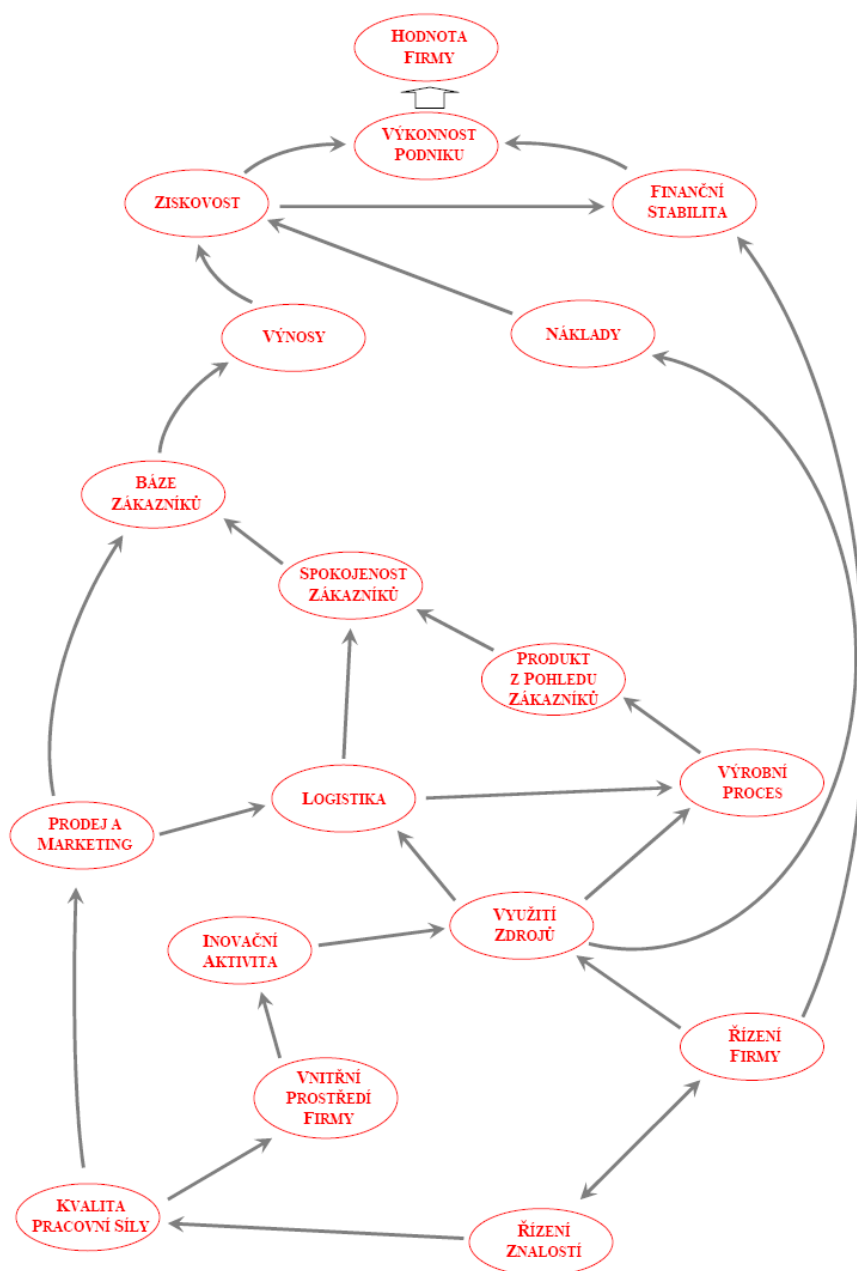 HODNOTA
FIRMY
VÝKONNOST
PODNIKU
ZISKOVOST
FINANČNÍ
STABILITA
VÝNOSY
NÁKLADY
BÁZE
ZÁKAZNÍKŮ
SPOKOJENOST
ZÁKAZNÍKŮ
PRODUKT
Z POHLEDU
ZÁKAZNÍKŮ
VÝROBNÍ
PROCES
LOGISTIKA
PRODEJ A
MARKETING
VYUŽITÍ
ZDROJŮ
INOVAČNÍ
AKTIVITA
ŘÍZENÍ
FIRMY
VNITŘNÍ
PROSTŘEDÍ
FIRMY
KVALITA
PRACOVNÍ SÍLY
ŘÍZENÍ
ZNALOSTÍ